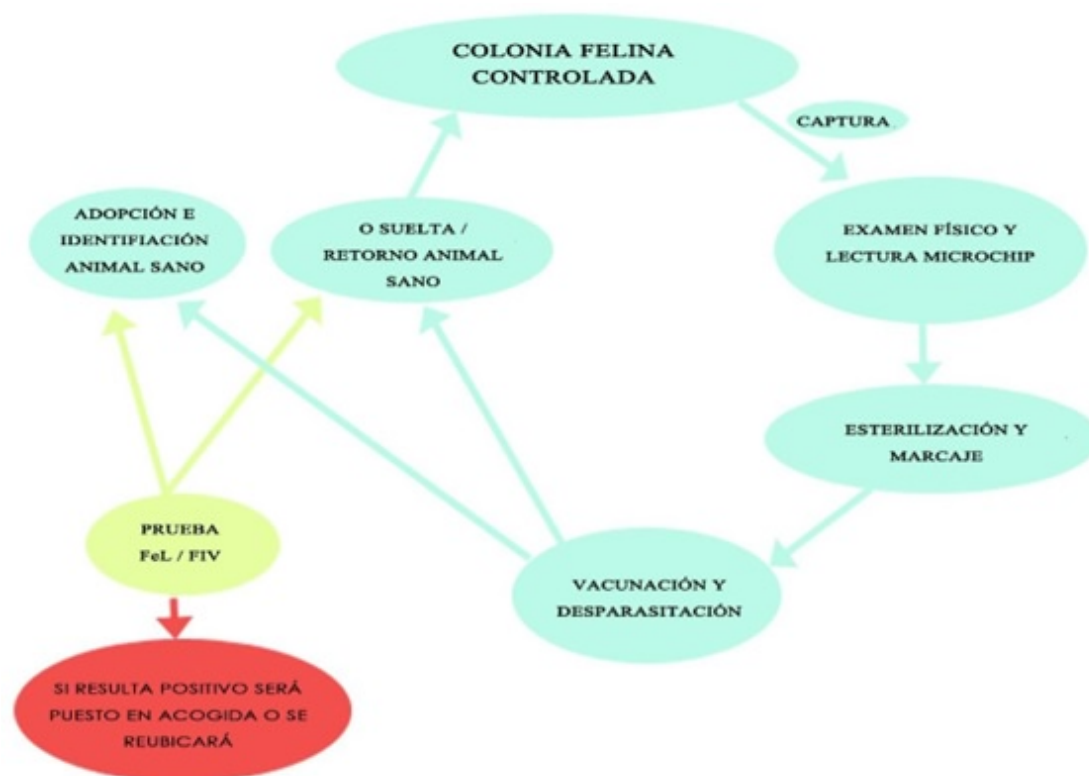 COLONIA FELINA
CONTROLADA
CAPTURA
ADOPCIÓN E
IDENTIFIACIÓN
ANIMAL SANO
O SUELTA /
RETORNO ANIMAL
SANO
EXAMEN FÍSICO Y
LECTURA MICROCHIP
ESTERILIZACIÓN Y
MARCAJE
PRUEBA
FeL / FIV
VACUNACIÓN Y
DESPARASITACIÓN
SI RESULTA POSITIVO SERÁ
PUESTO EN ACOGIDA O SE
REUBICARÁ